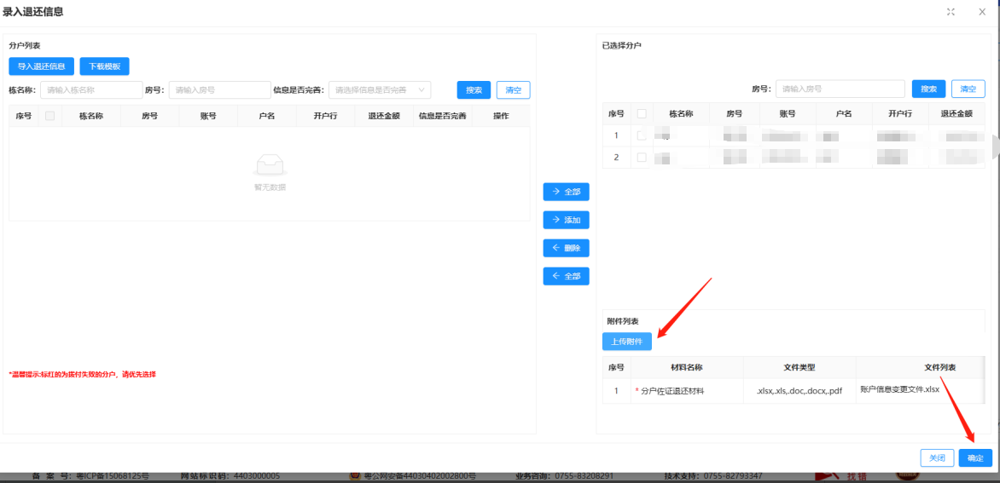 录入退还信息
分户列表
导入退还信息 下载模板
栋名称: 请输入栋名称 房号: 请输入房号 信息是否完善: 请选择信息是否完善 搜索 清空
序号 栋名称 房号 账号 户名 开户行 退还金额 信息是否完善 操作
暂无数据
*温馨提示:标红的为拨付失败的分户，请优先选择
→ 全部
→ 添加
← 删除
← 全部
已选择分户
房号: 请输入房号 搜索 清空
序号 栋名称 房号 账号 户名 开户行 退还金额
1
2
附件列表
上传附件
序号 材料名称 文件类型 文件列表
1 * 分户佐证退还材料 .xlsx,.xls,.doc,.docx,.pdf 账户信息变更文件.xlsx
关闭 确定
备 案 号: 粤ICP备15068125号 网站标识码: 4403000005 粤公网安备44030402002800号 业务咨询: 0755-83208291 技术支持: 0755-82793347 找错